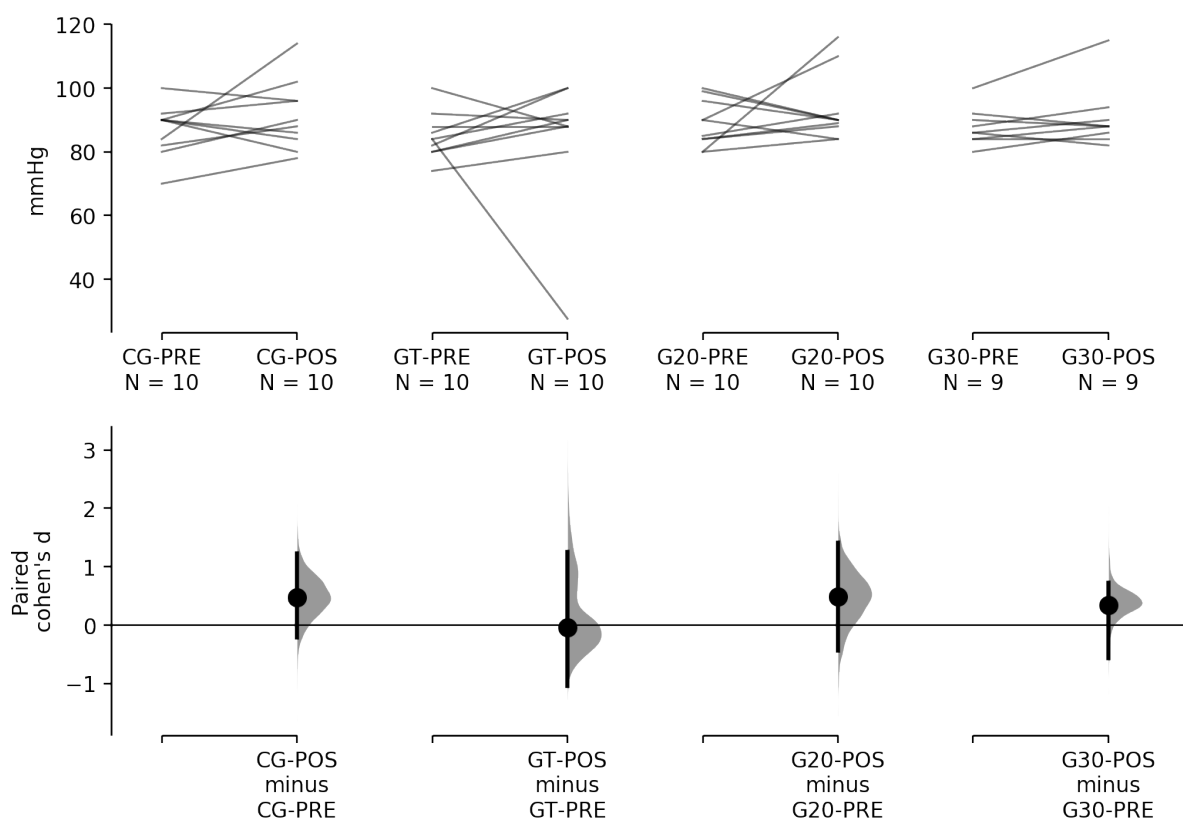 120
100
80
60
40
mmHg
CG-PRE CG-POS GT-PRE GT-POS G20-PRE G20-POS G30-PRE G30-POS
N = 10 N = 10 N = 10 N = 10 N = 10 N = 10 N = 9 N = 9
3
2
1
0
−1
Paired
cohen's d
CG-POS GT-POS G20-POS G30-POS
minus minus minus minus
CG-PRE GT-PRE G20-PRE G30-PRE